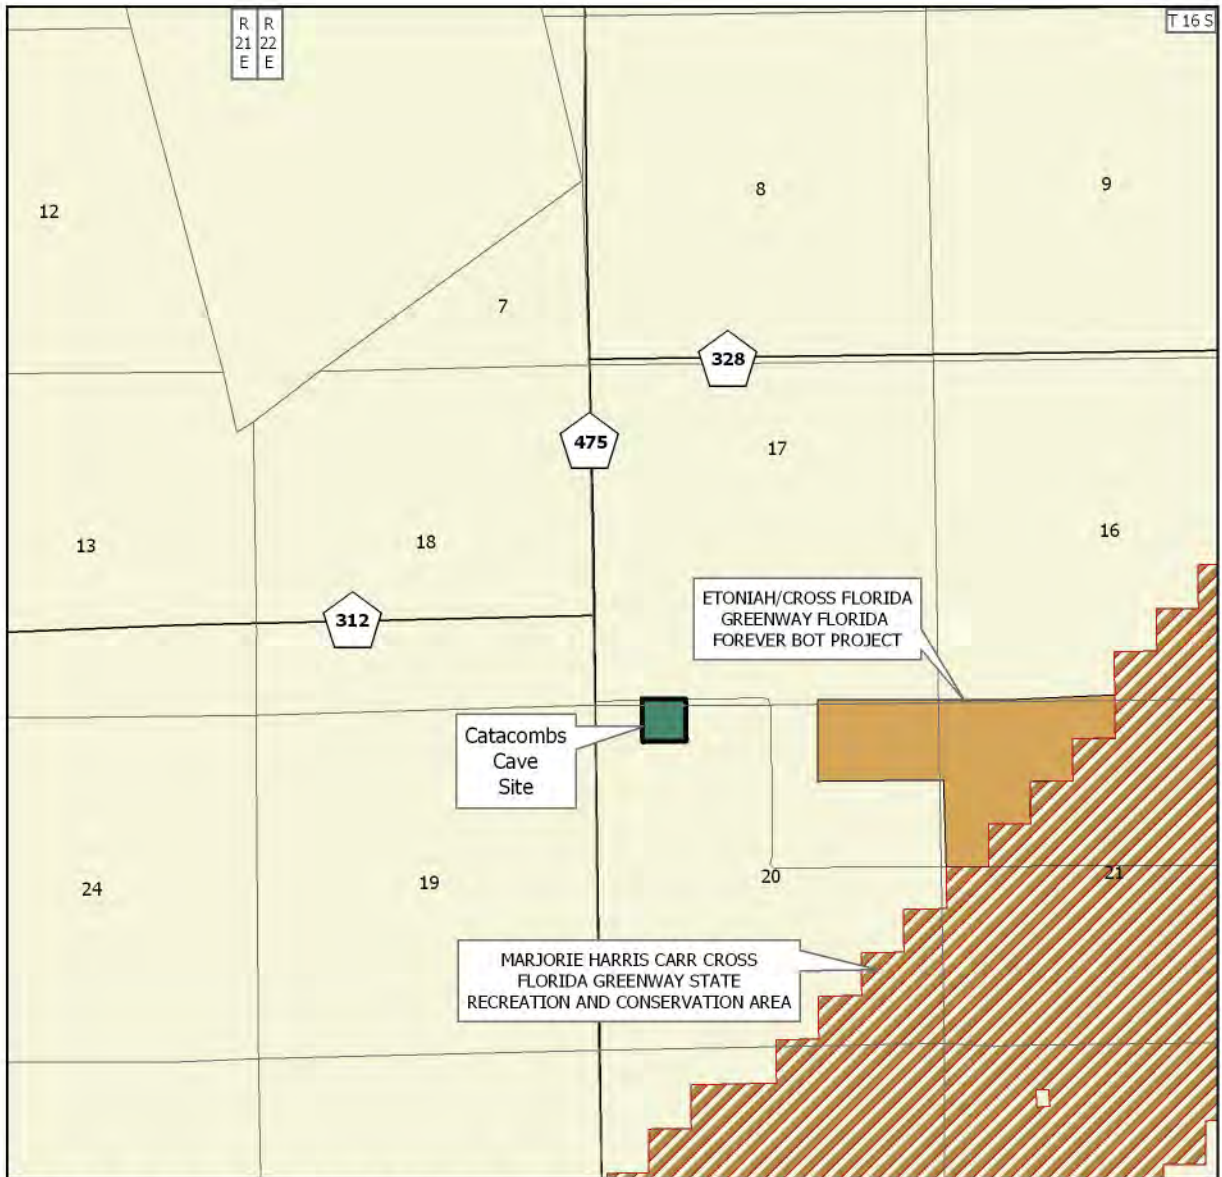 R R
21 22
E E
T 16 S
8
9
12
7
328
475
17
13
18
16
312
ETONIAH/CROSS FLORIDA
GREENWAY FLORIDA
FOREVER BOT PROJECT
Catacombs
Cave
Site
24
19
20
21
MARJORIE HARRIS CARR CROSS
FLORIDA GREENWAY STATE
RECREATION AND CONSERVATION AREA